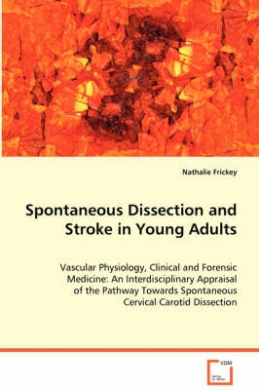 Nathalie Frickey
Spontaneous Dissection and
Stroke in Young Adults
Vascular Physiology, Clinical and Forensic
Medicine: An Interdisciplinary Appraisal
of the Pathway Towards Spontaneous
Cervical Carotid Dissection
VDM